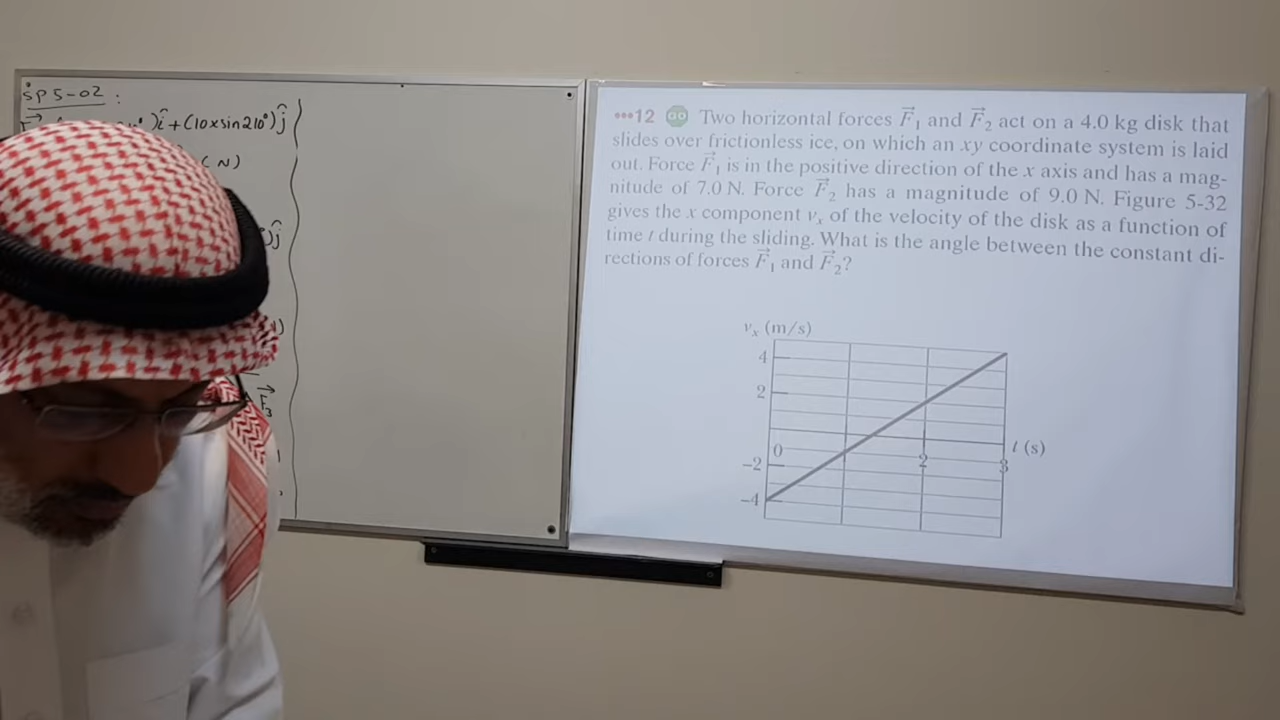 SP5-02:
)î+(10xsin210°)ĵ
(N)
)ĵ
•••12 GO Two horizontal forces F⃗₁ and F⃗₂ act on a 4.0 kg disk that
slides over frictionless ice, on which an xy coordinate system is laid
out. Force F⃗₁ is in the positive direction of the x axis and has a mag-
nitude of 7.0 N. Force F⃗₂ has a magnitude of 9.0 N. Figure 5-32
gives the x component vₓ of the velocity of the disk as a function of
time t during the sliding. What is the angle between the constant di-
rections of forces F⃗₁ and F⃗₂?
vₓ (m/s)
4
2
0
2
3
t (s)
-2
-4